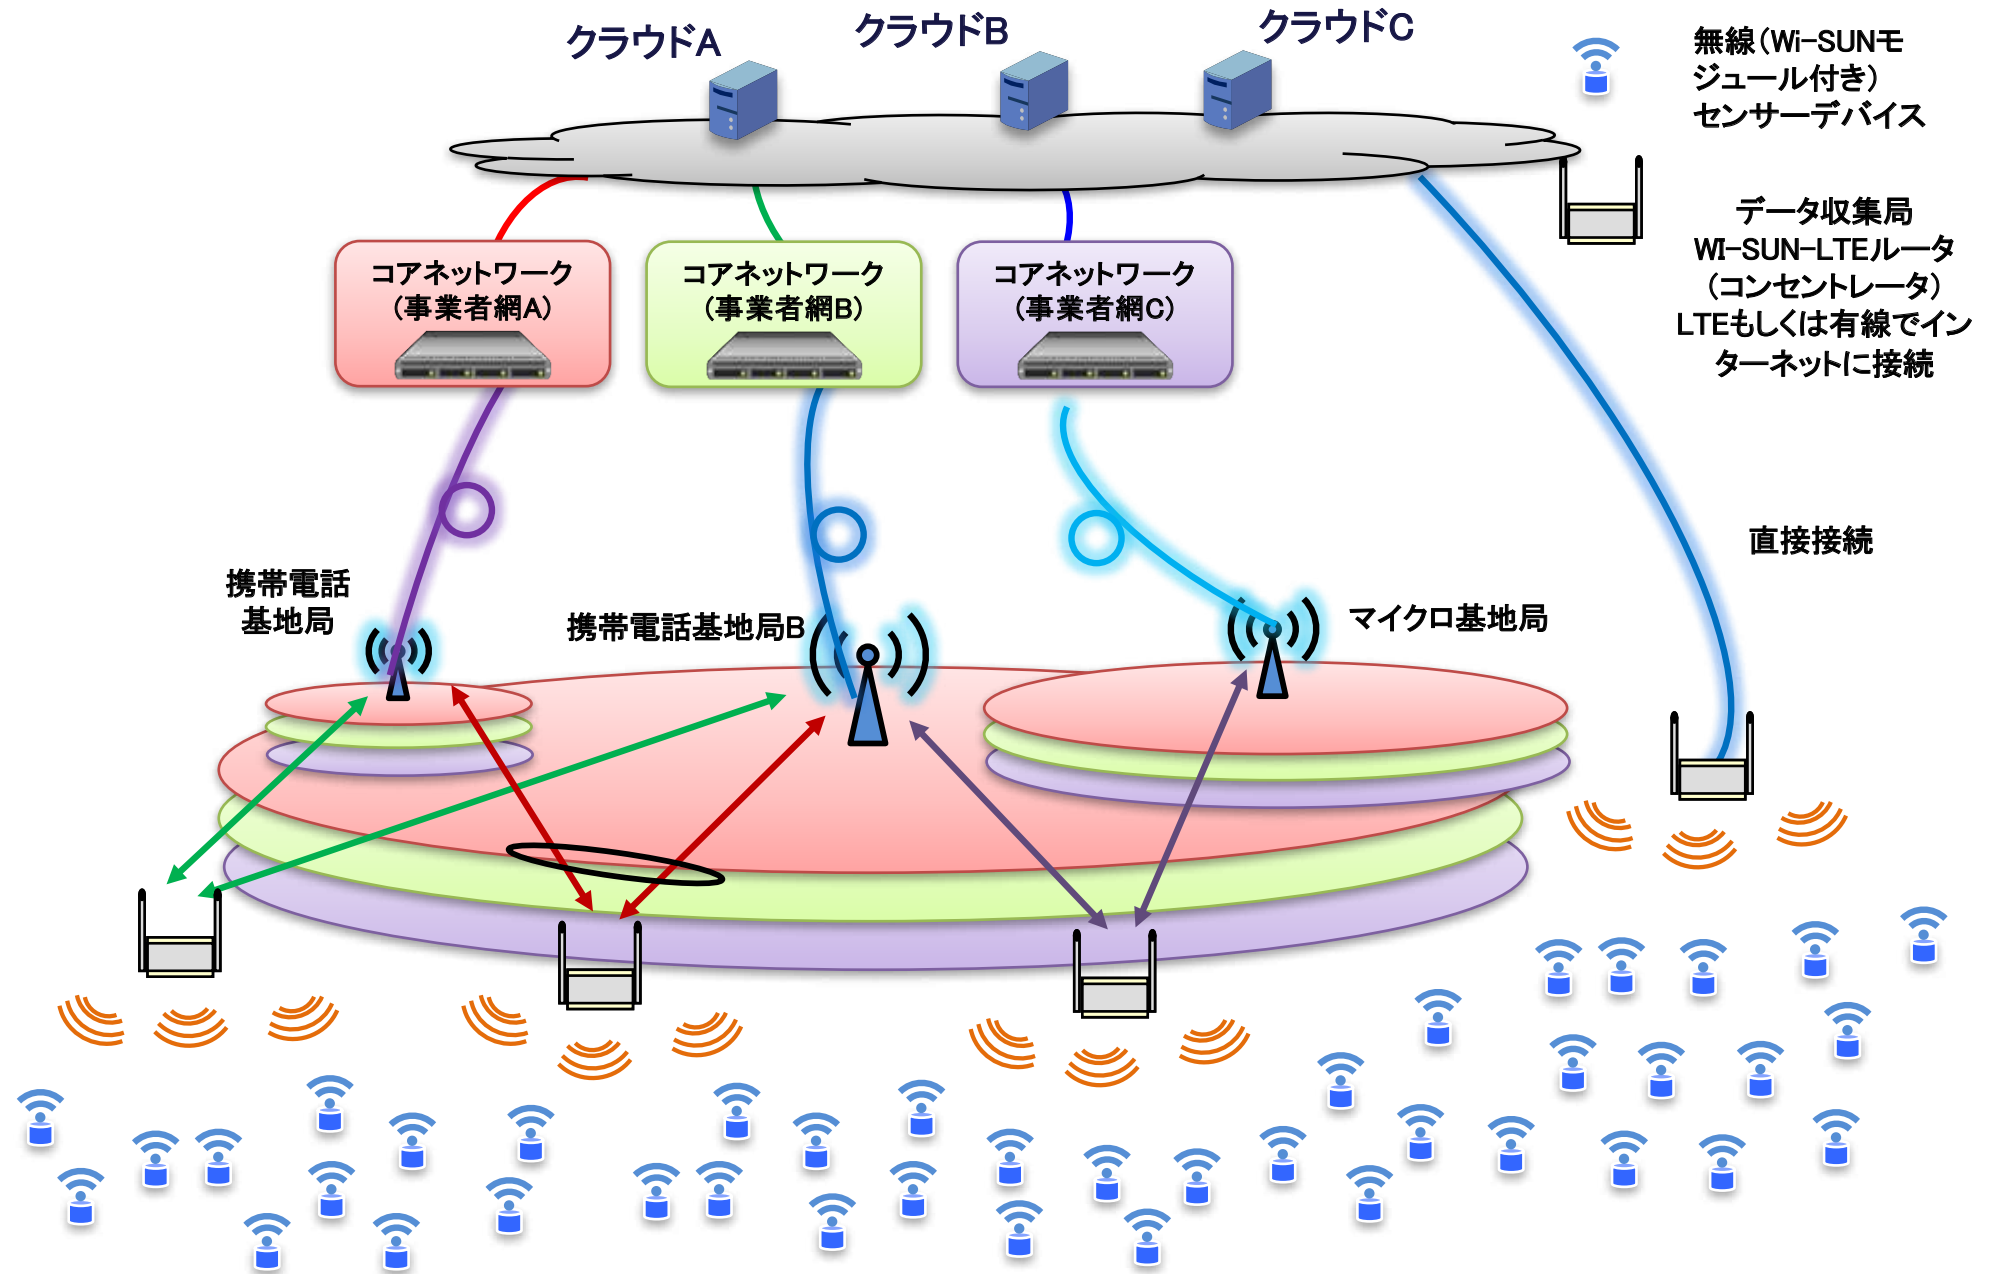 クラウドA
クラウドB
クラウドC
無線(Wi-SUNモ
ジュール付き)
センサーデバイス
データ収集局
WI-SUN-LTEルータ
(コンセントレータ)
LTEもしくは有線でイン
ターネットに接続
コアネットワーク
(事業者網A)
コアネットワーク
(事業者網B)
コアネットワーク
(事業者網C)
直接接続
携帯電話
基地局
携帯電話基地局B
マイクロ基地局